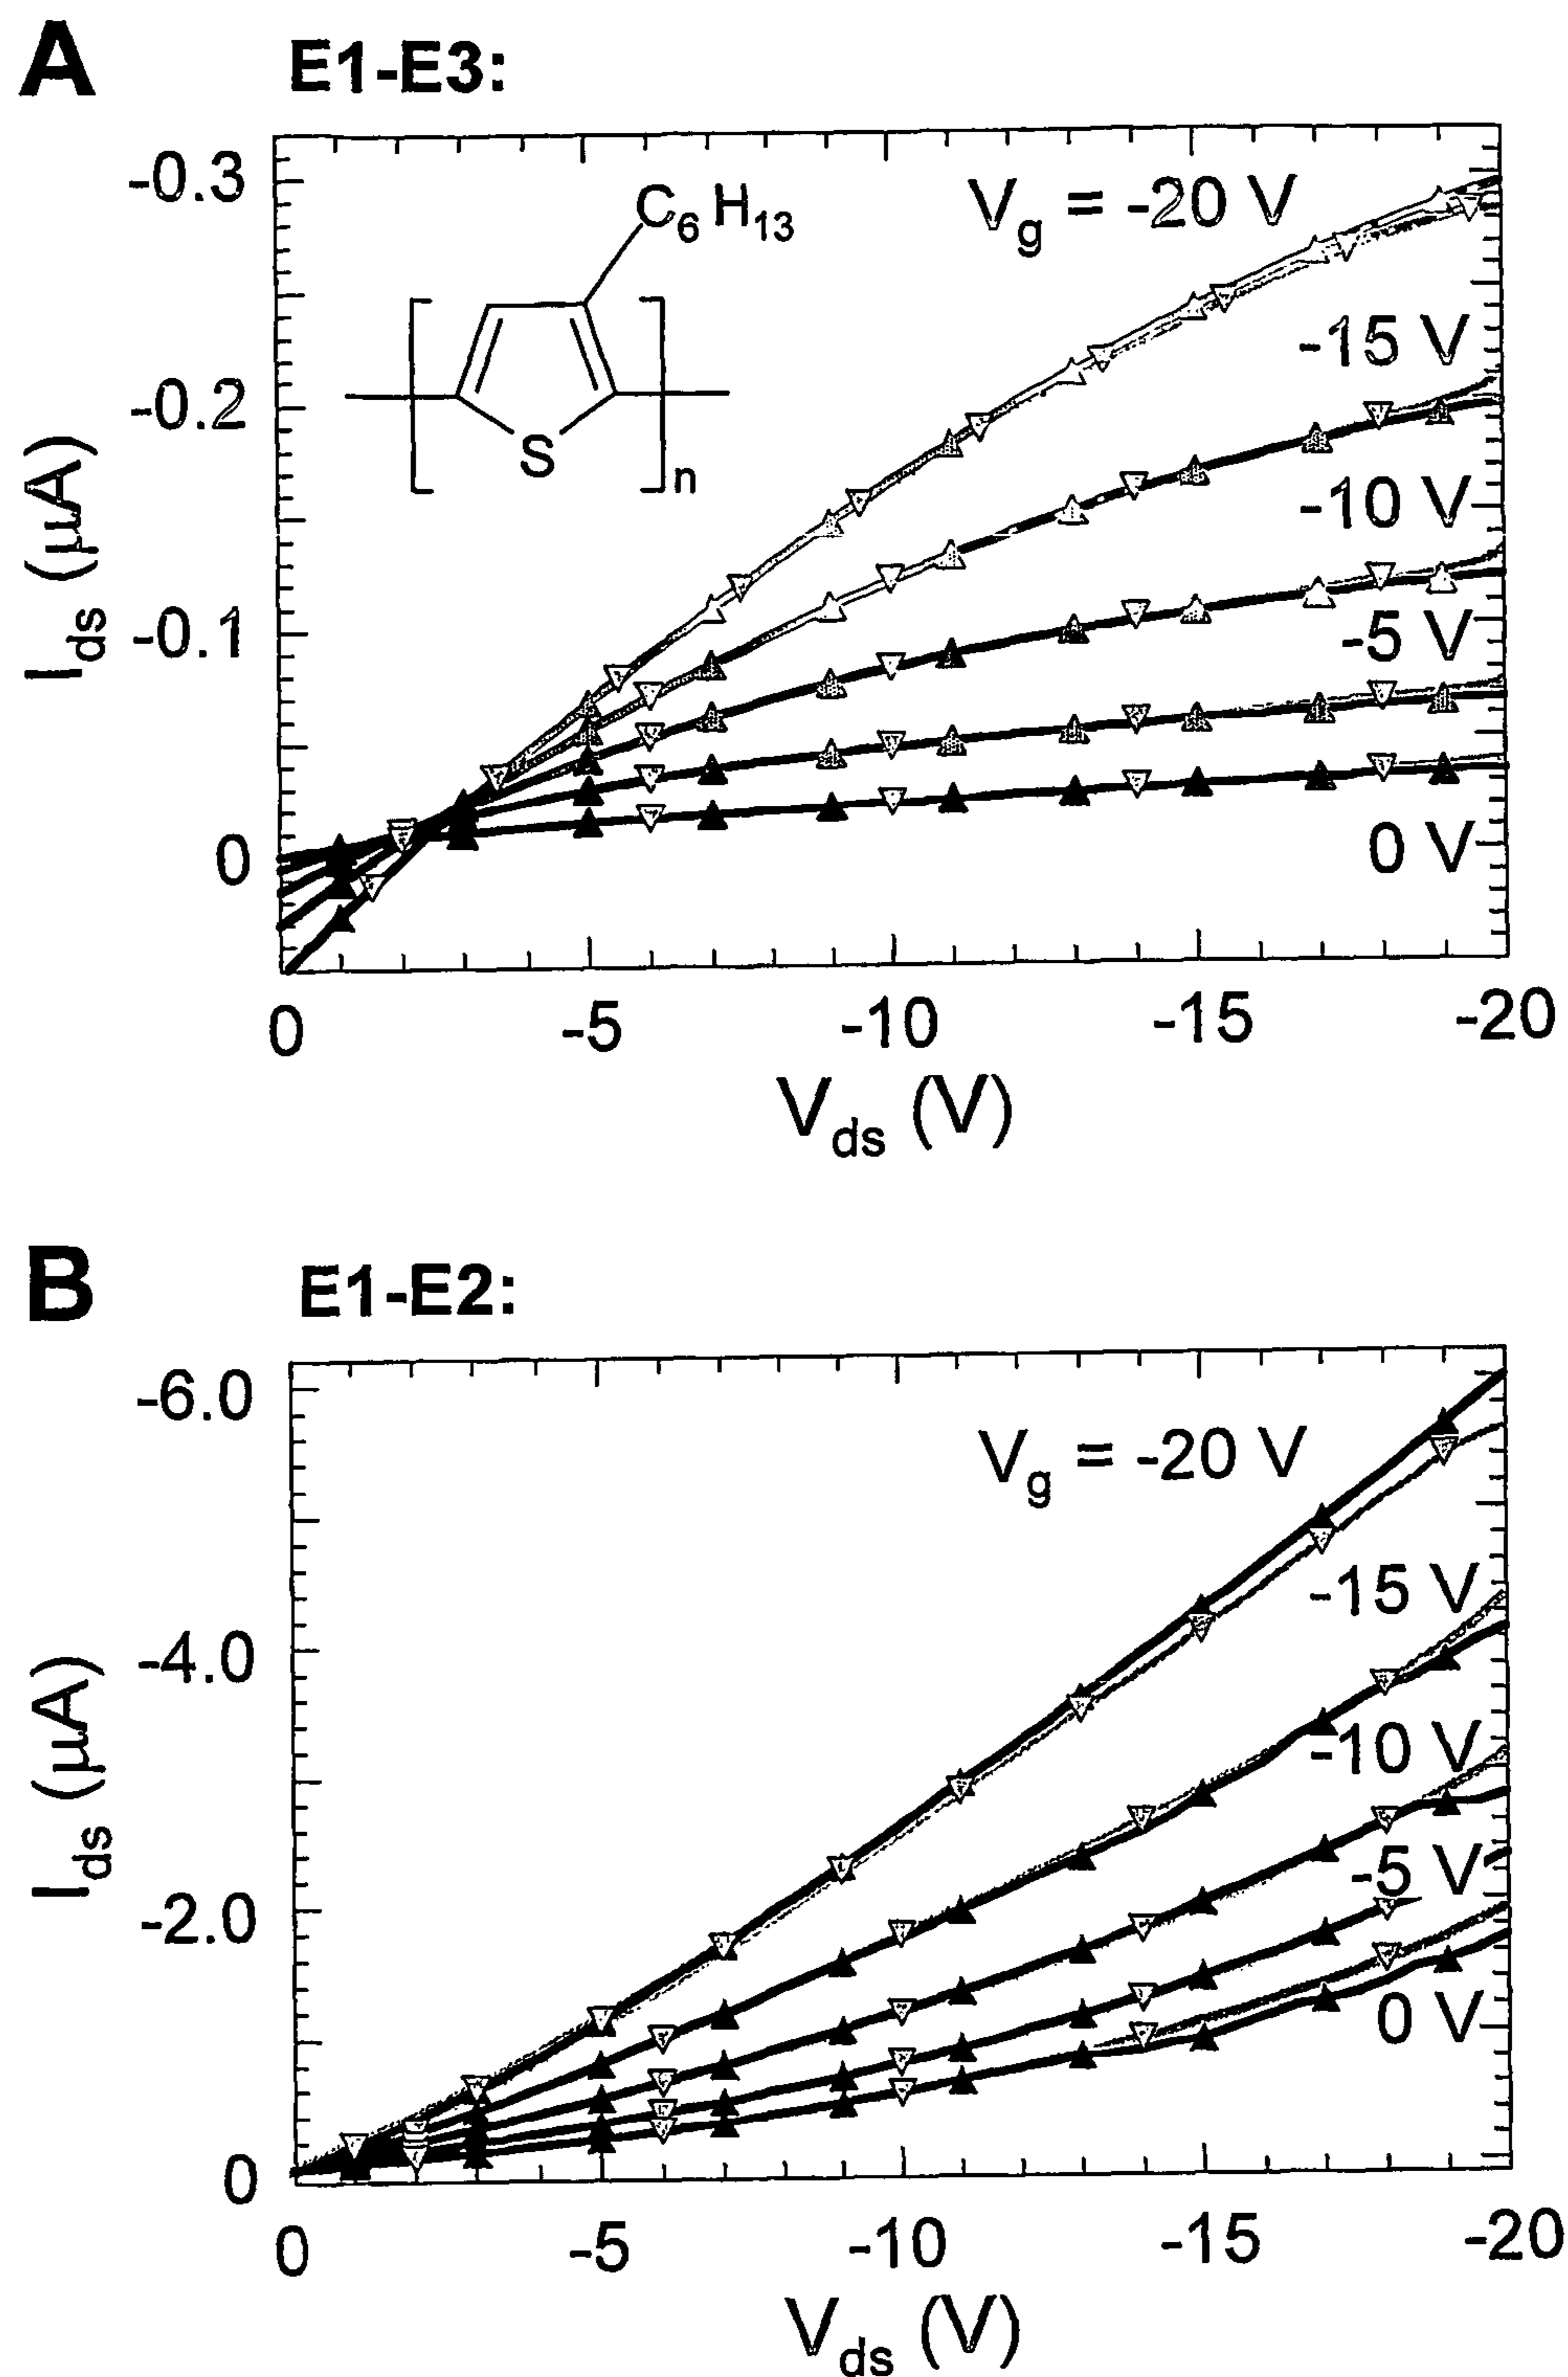 A E1-E3:
-0.3
C6H13
Vg = -20 V
-15 V
-0.2
S
n
-10 V
Ids (μA)
-0.1
-5 V
0
0 V
0 -5 -10 -15 -20
Vds (V)
B E1-E2:
-6.0
Vg = -20 V
-15 V
-4.0
-10 V
Ids (μA)
-5 V
-2.0
0 V
0
0 -5 -10 -15 -20
Vds (V)